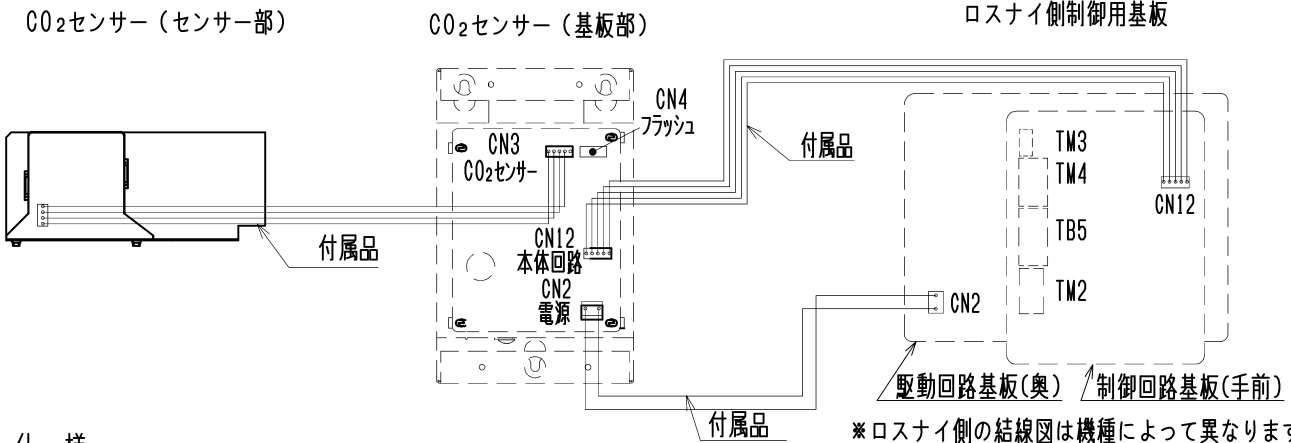 CO₂センサー（センサー部）
CO₂センサー（基板部）
ロスナイ側制御用基板
CN4
フラッシュ
CN3
CO₂センサー
付属品
TM3
TM4
CN12
TB5
付属品
CN12
本体回路
CN2
電源
TM2
CN2
駆動回路基板(奥)
制御回路基板(手前)
付属品
※ロスナイ側の結線図は機種によって異なります